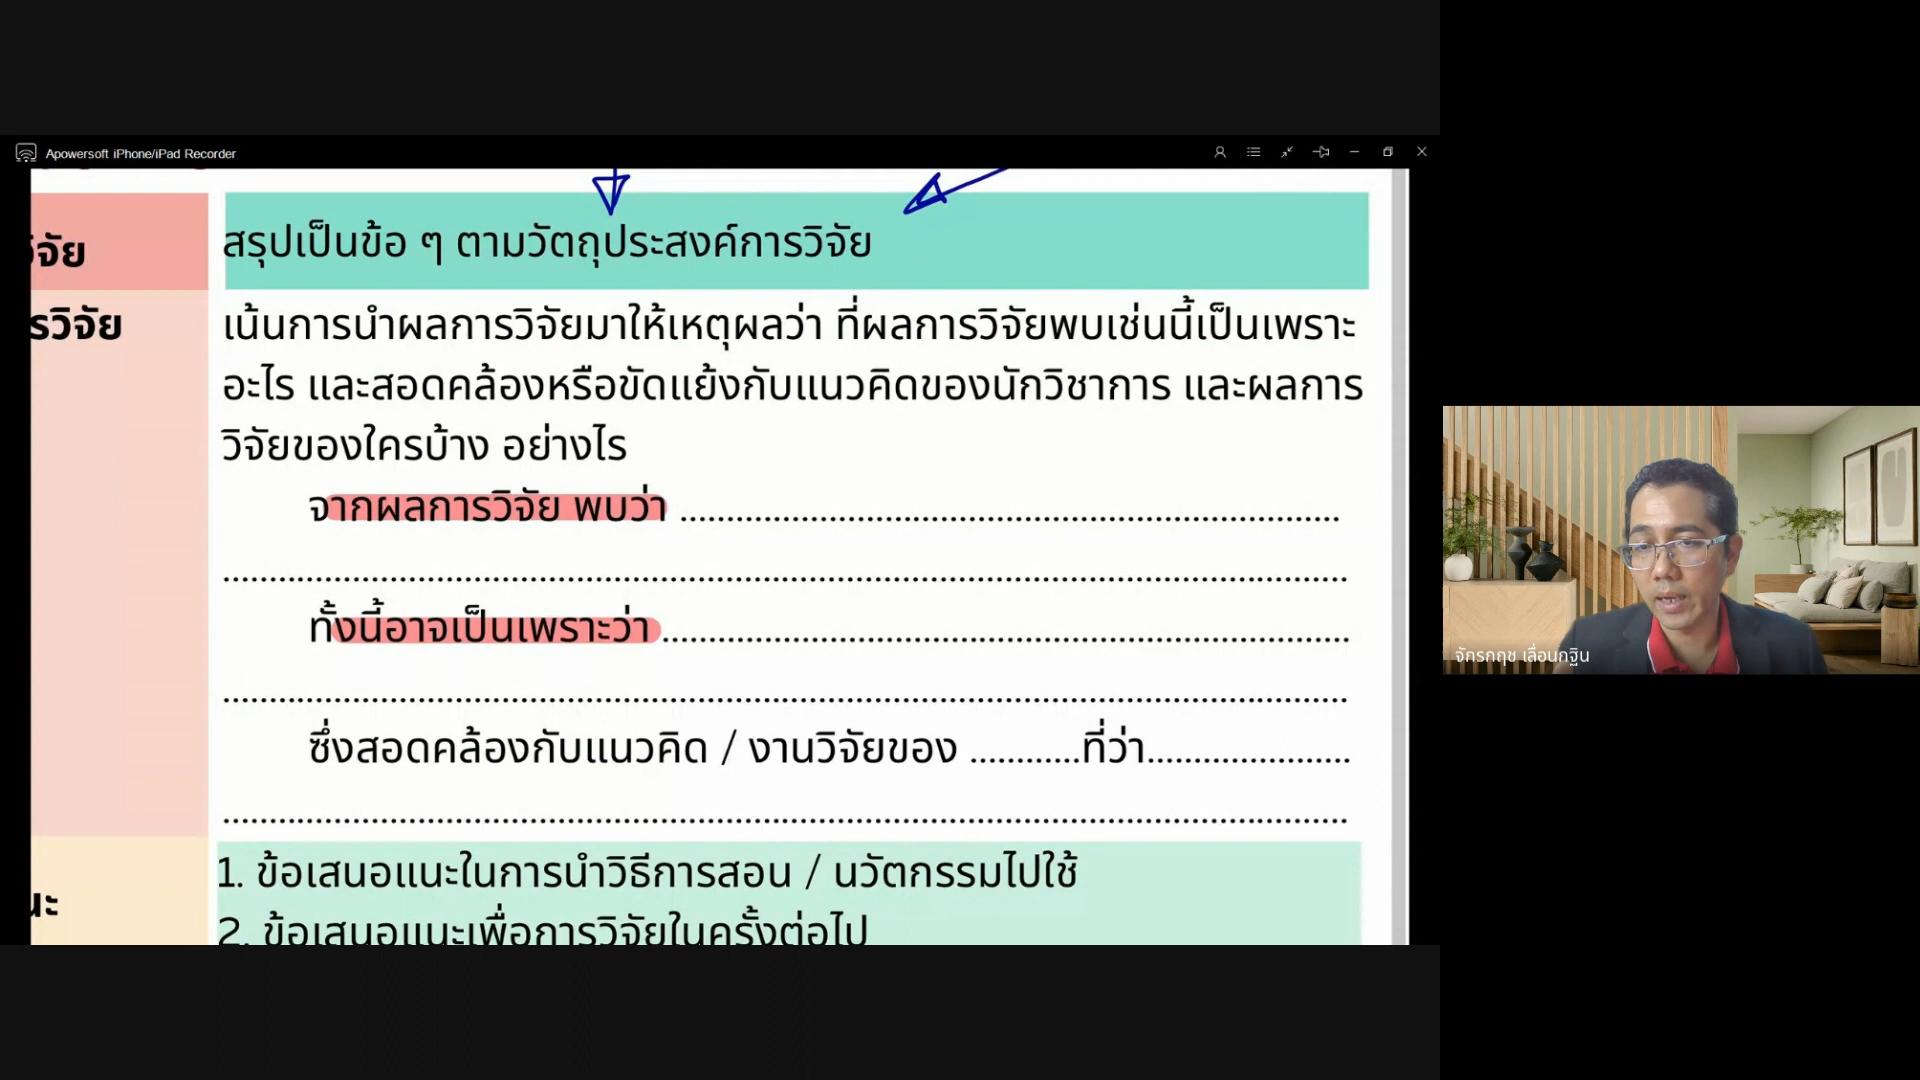 Apowersoft iPhone/iPad Recorder
วิจัย
สรุปเป็นข้อ ๆ ตามวัตถุประสงค์การวิจัย
รวิจัย
เน้นการนำผลการวิจัยมาให้เหตุผลว่า ที่ผลการวิจัยพบเช่นนี้เป็นเพราะ
อะไร และสอดคล้องหรือขัดแย้งกับแนวคิดของนักวิชาการ และผลการ
วิจัยของใครบ้าง อย่างไร
จากผลการวิจัย พบว่า ......................................................................
........................................................................................................................
ทั้งนี้อาจเป็นเพราะว่า.........................................................................
........................................................................................................................
ซึ่งสอดคล้องกับแนวคิด / งานวิจัยของ ............ที่ว่า......................
........................................................................................................................
1. ข้อเสนอแนะในการนำวิธีการสอน / นวัตกรรมไปใช้
นะ
2. ข้อเสนอแนะเพื่อการวิจัยในครั้งต่อไป
จักรกฤช เลื่อนกฐิน